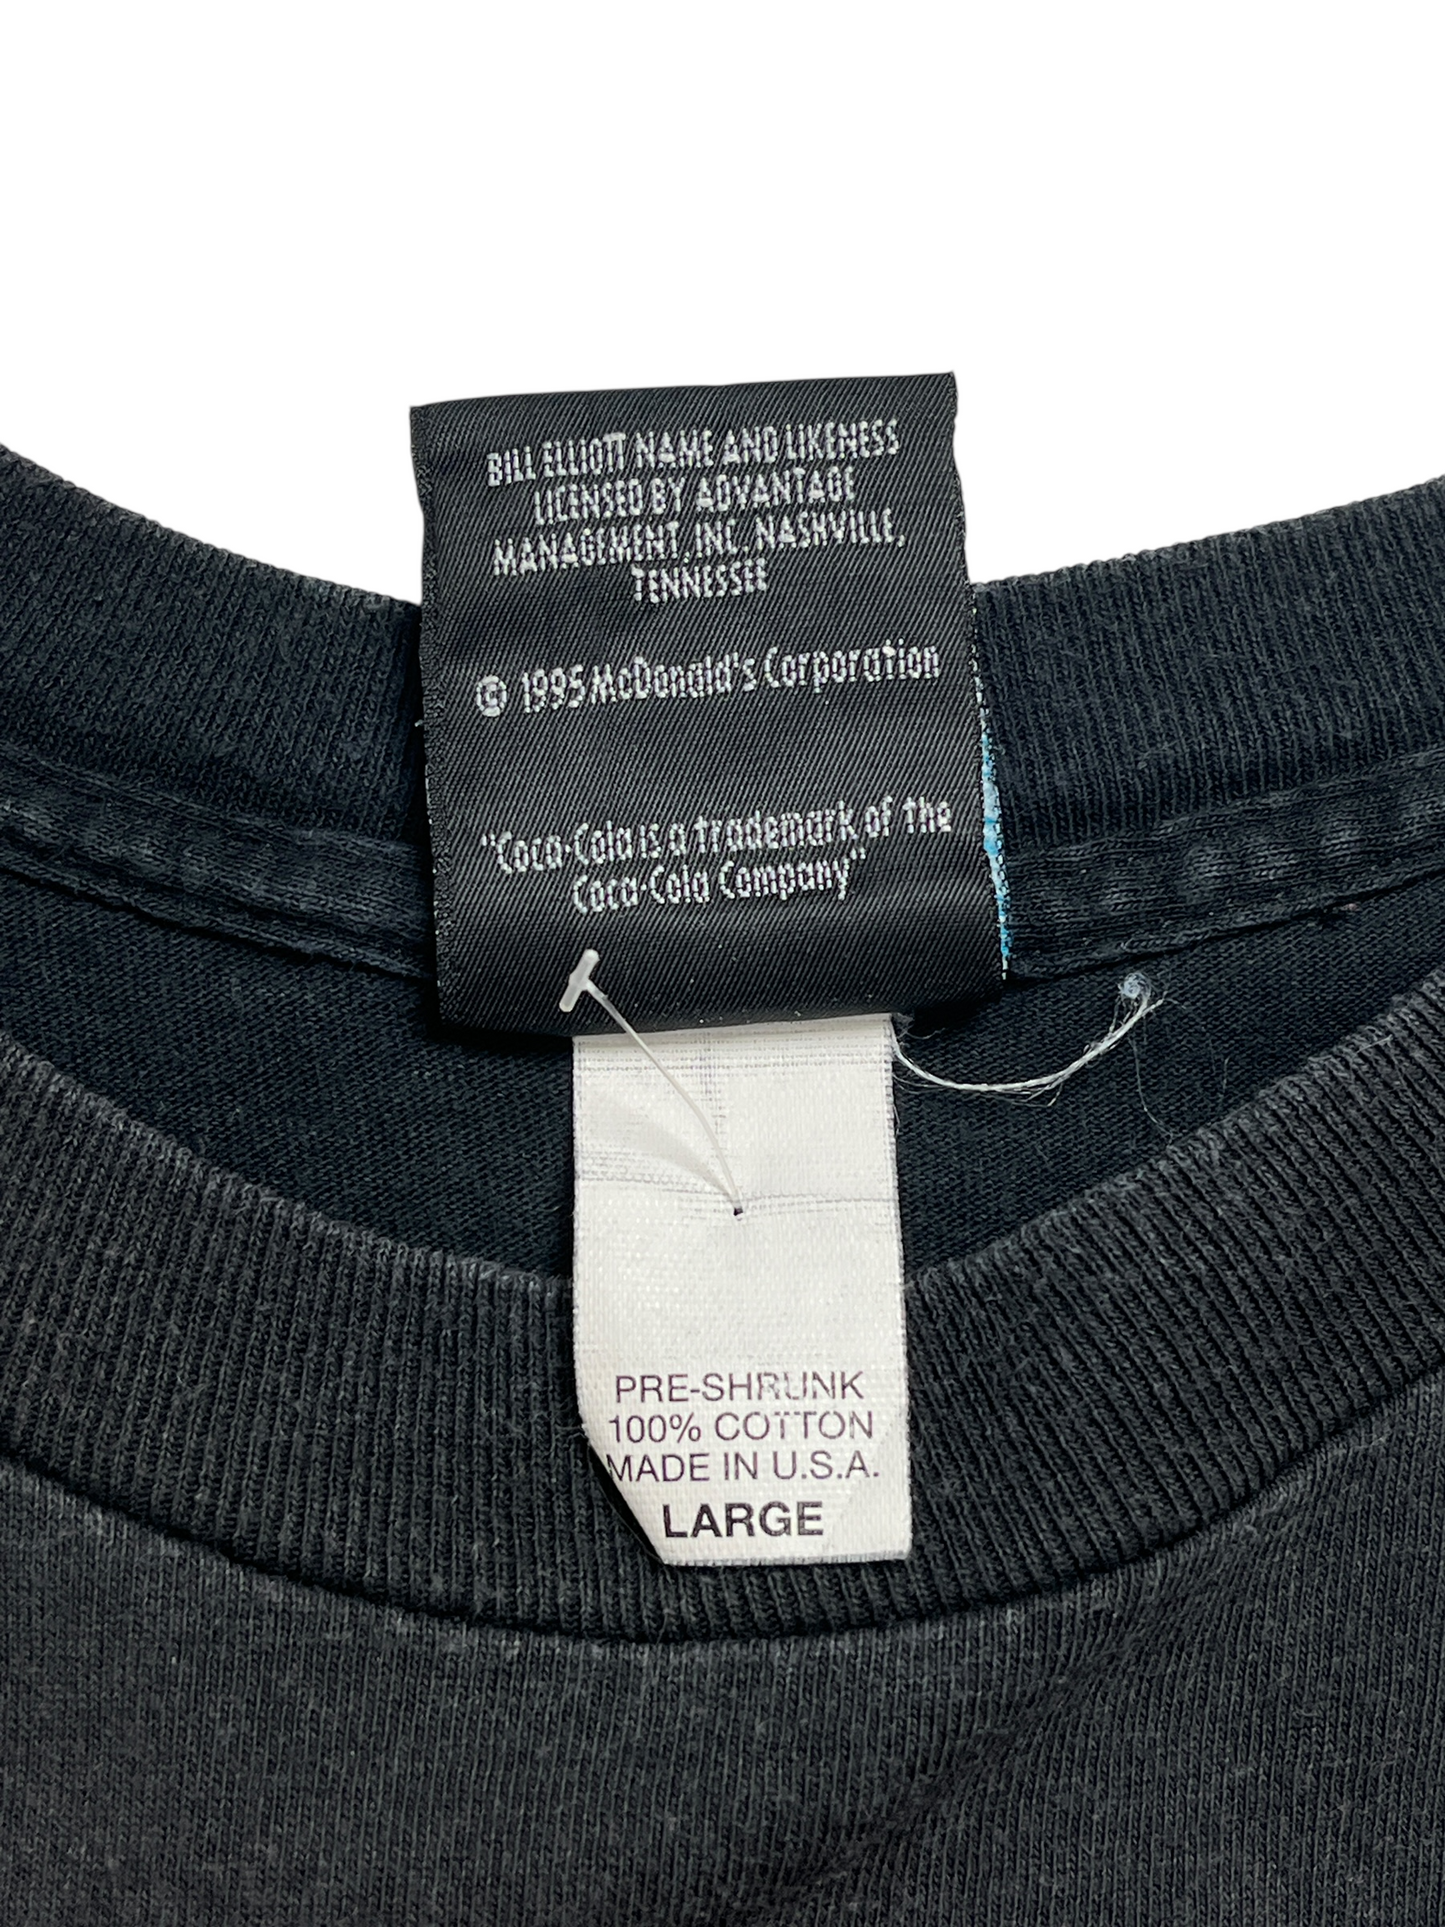 BILL ELLIOTT NAME AND LIKENESS
LICENSED BY ADVANTAGE
MANAGEMENT, INC. NASHVILLE,
TENNESSEE
© 1995 McDonald's Corporation
"Coca-Cola is a trademark of the
Coca-Cola Company"
PRE-SHRUNK
100% COTTON
MADE IN U.S.A.
LARGE